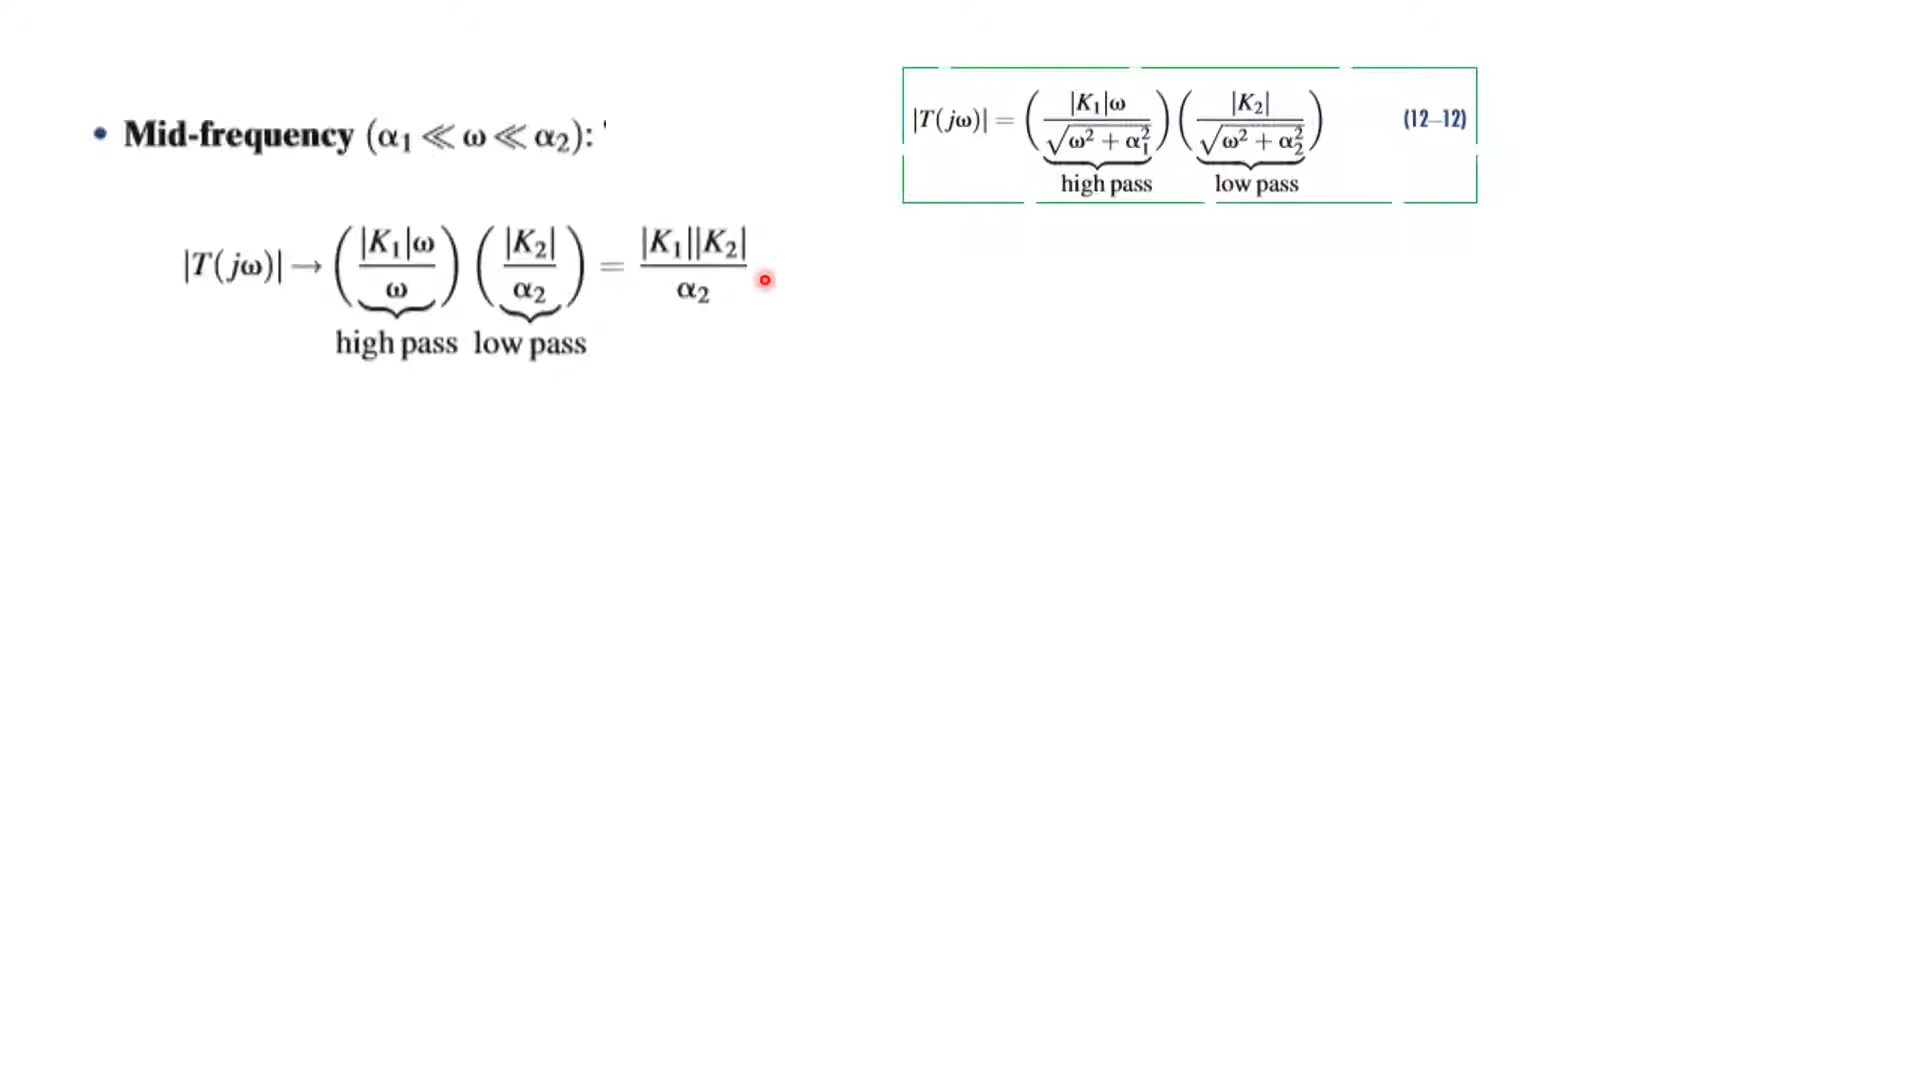 • Mid-frequency (α₁ ≪ ω ≪ α₂): '
|T(jω)| → (|K₁|ω / ω) (|K₂| / α₂) = |K₁||K₂| / α₂
high pass low pass
|T(jω)| = (|K₁|ω / √(ω² + α₁²)) (|K₂| / √(ω² + α₂²)) (12–12)
high pass low pass